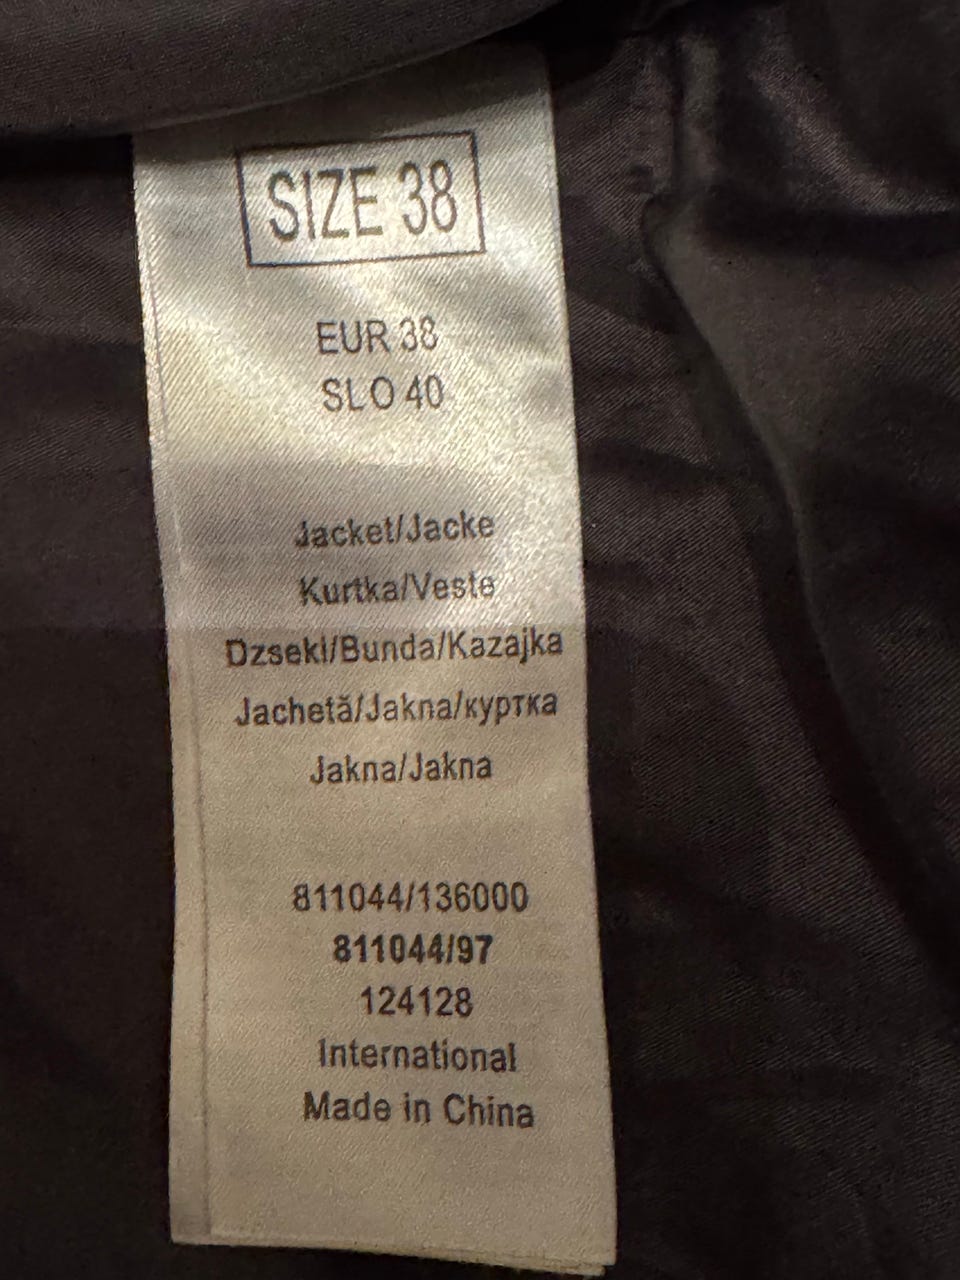 SIZE 38
EUR 38
SLO 40
Jacket/Jacke
Kurtka/Veste
Dzseki/Bunda/Kazajka
Jachetă/Jakna/куртка
Jakna/Jakna
811044/136000
811044/97
124128
International
Made in China